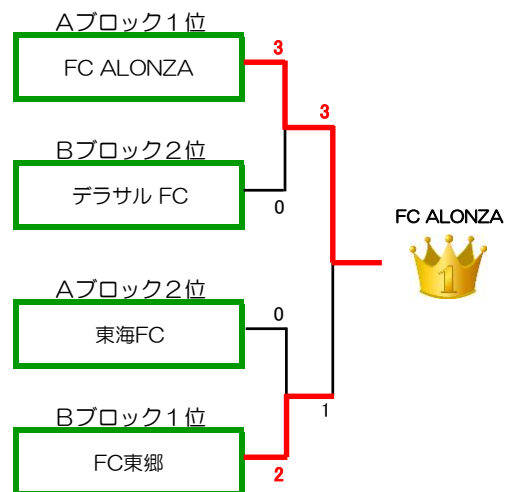 Aブロック1位
FC ALONZA
3
3
Bブロック2位
デラサル FC
0
FC ALONZA
1
Aブロック2位
0
東海FC
1
Bブロック1位
FC東郷
2